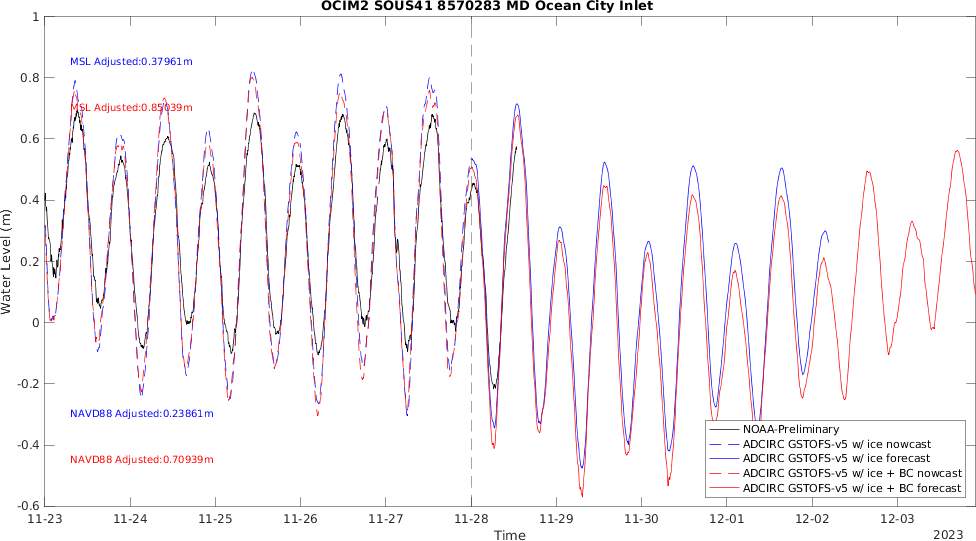 OCIM2 SOUS41 8570283 MD Ocean City Inlet
Water Level (m)
1
0.8
0.6
0.4
0.2
0
-0.2
-0.4
-0.6
MSL Adjusted:0.37961m
MSL Adjusted:0.85039m
NAVD88 Adjusted:0.23861m
NAVD88 Adjusted:0.70939m
NOAA-Preliminary
ADCIRC GSTOFS-v5 w/ ice nowcast
ADCIRC GSTOFS-v5 w/ ice forecast
ADCIRC GSTOFS-v5 w/ ice + BC nowcast
ADCIRC GSTOFS-v5 w/ ice + BC forecast
11-23 11-24 11-25 11-26 11-27 11-28 11-29 11-30 12-01 12-02 12-03
Time
2023